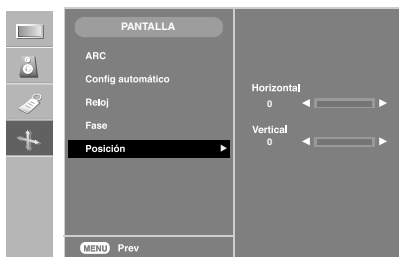 PANTALLA
ARC
Config automático
Reloj
Fase
Posición
Horizontal
0
Vertical
0
MENU Prev